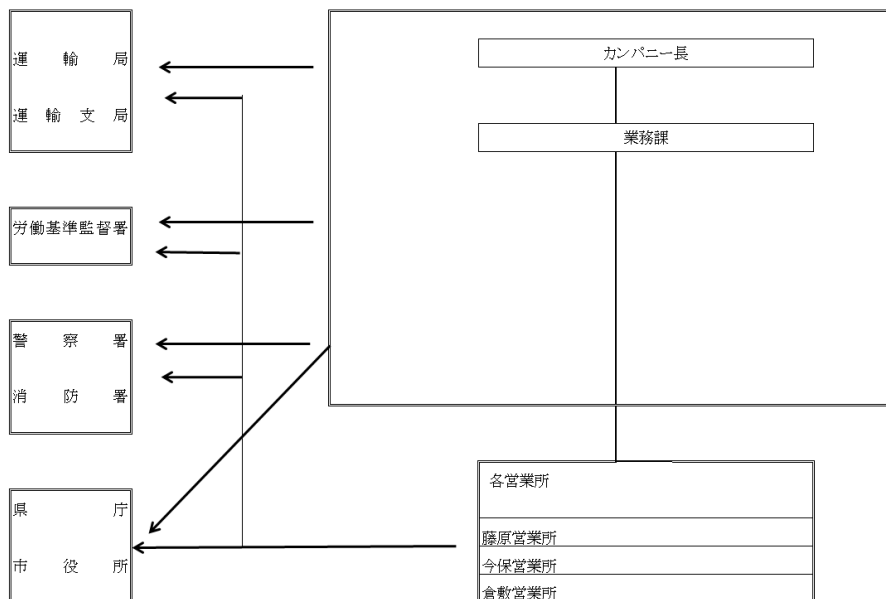 運輸局
運輸支局
労働基準監督署
警察署
消防署
県庁
市役所
カンパニー長
業務課
各営業所
藤原営業所
今保営業所
倉敷営業所